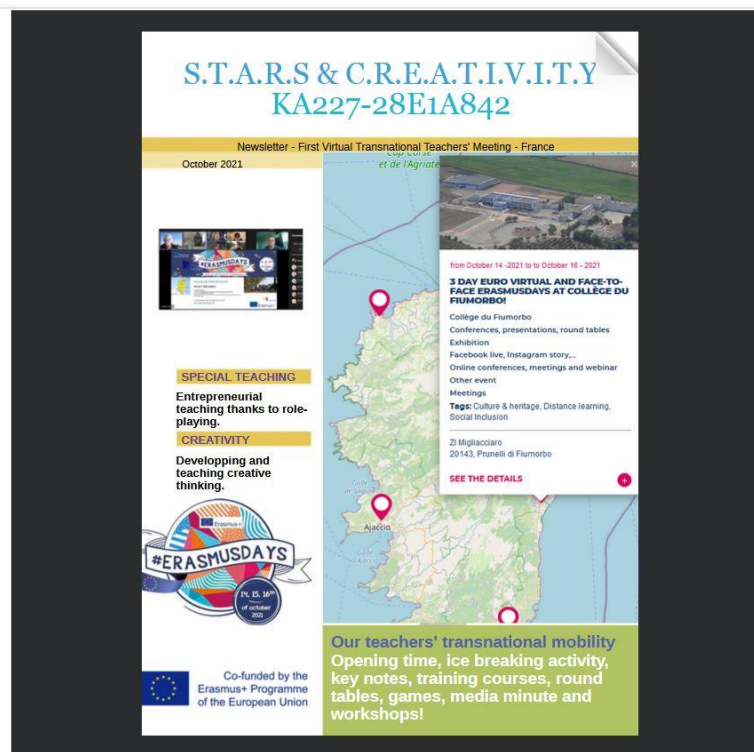 S.T.A.R.S & C.R.E.A.T.I.V.I.T.Y
KA227-28E1A842
Newsletter - First Virtual Transnational Teachers' Meeting - France
October 2021
#ERASMUSDAYS
SPECIAL TEACHING
Entrepreneurial
teaching thanks to role-
playing.
CREATIVITY
Developping and
teaching creative
thinking.
Erasmus+
#ERASMUSDAYS
14, 15, 16th
of october
2021
Co-funded by the
Erasmus+ Programme
of the European Union
Cap Corse
et de l'Agriate
from October 14 -2021 to to October 16 - 2021
3 DAY EURO VIRTUAL AND FACE-TO-
FACE ERASMUSDAYS AT COLLÈGE DU
FIUMORBO!
Collège du Fiumorbo
Conferences, presentations, round tables
Exhibition
Facebook live, Instagram story,...
Online conferences, meetings and webinar
Other event
Meetings
Tags: Culture & heritage, Distance learning,
Social Inclusion
ZI Migliacciaro
20143, Prunelli di Fiumorbo
SEE THE DETAILS
Ajaccio
Our teachers' transnational mobility
Opening time, ice breaking activity,
key notes, training courses, round
tables, games, media minute and
workshops!